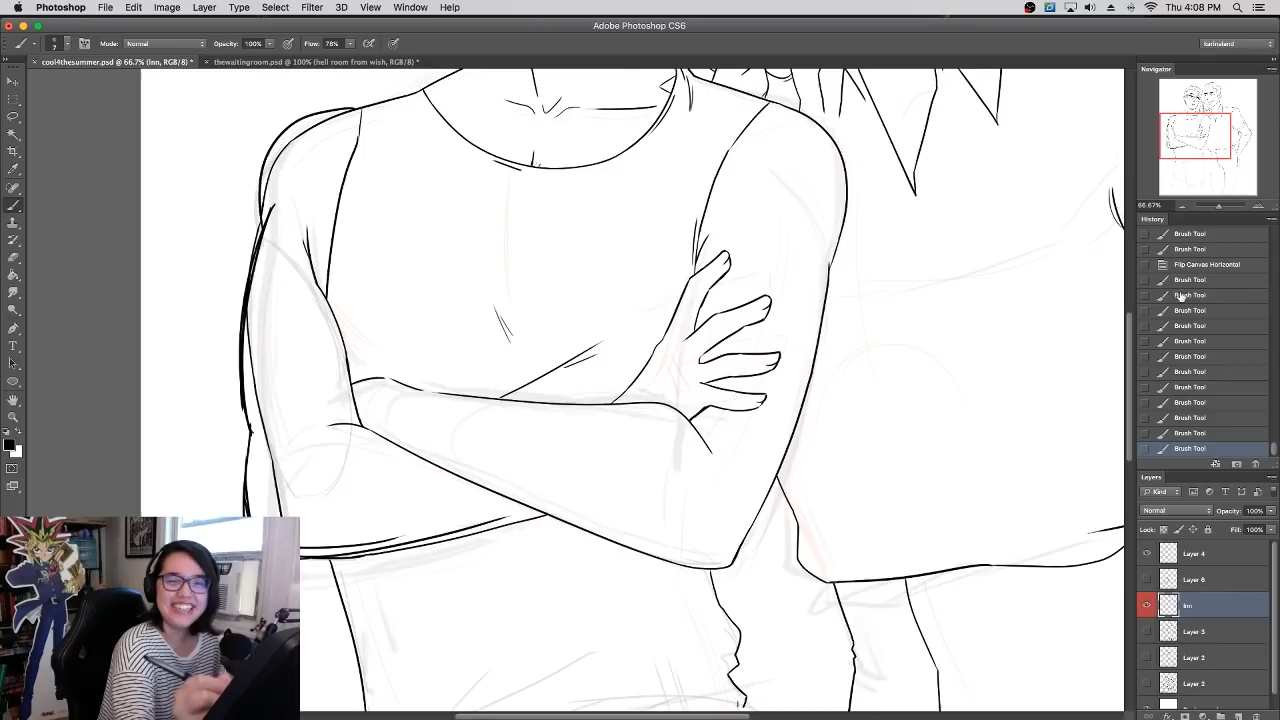 Photoshop File Edit Image Layer Type Select Filter 3D View Window Help
Thu 4:08 PM
Adobe Photoshop CS6
7 Mode: Normal Opacity: 100% Flow: 78% karinaland
cool4thesummer.psd @ 66.7% (Inn, RGB/8) * thewaitingroom.psd @ 100% (hell room from wish, RGB/8) *
Navigator
66.67%
History
Brush Tool
Brush Tool
Flip Canvas Horizontal
Brush Tool
Brush Tool
Brush Tool
Brush Tool
Brush Tool
Brush Tool
Brush Tool
Brush Tool
Brush Tool
Brush Tool
Brush Tool
Brush Tool
Layers
Kind
Normal Opacity: 100%
Lock: Fill: 100%
Layer 4
Layer 6
Inn
Layer 3
Layer 2
Layer 2